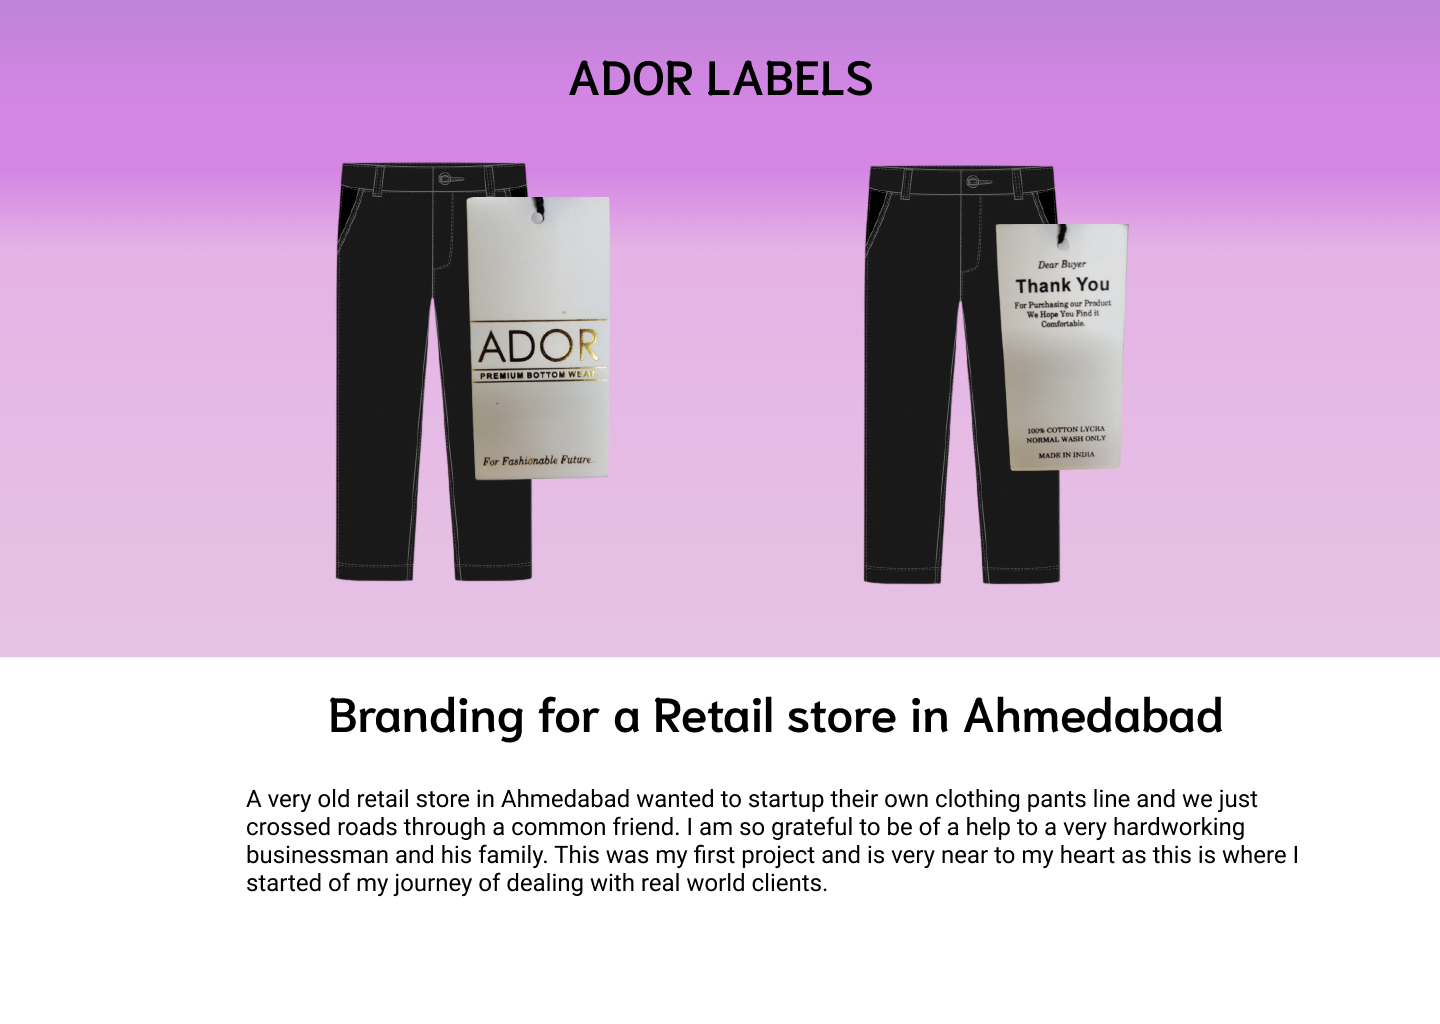 ADOR LABELS
ADOR
PREMIUM BOTTOM WEAR
For Fashionable Future
Dear Buyer
Thank You
For Purchasing our Product
We Hope You Find it
Comfortable.
100% COTTON LYCRA
NORMAL WASH ONLY
MADE IN INDIA
Branding for a Retail store in Ahmedabad
A very old retail store in Ahmedabad wanted to startup their own clothing pants line and we just
crossed roads through a common friend. I am so grateful to be of a help to a very hardworking
businessman and his family. This was my first project and is very near to my heart as this is where I
started of my journey of dealing with real world clients.